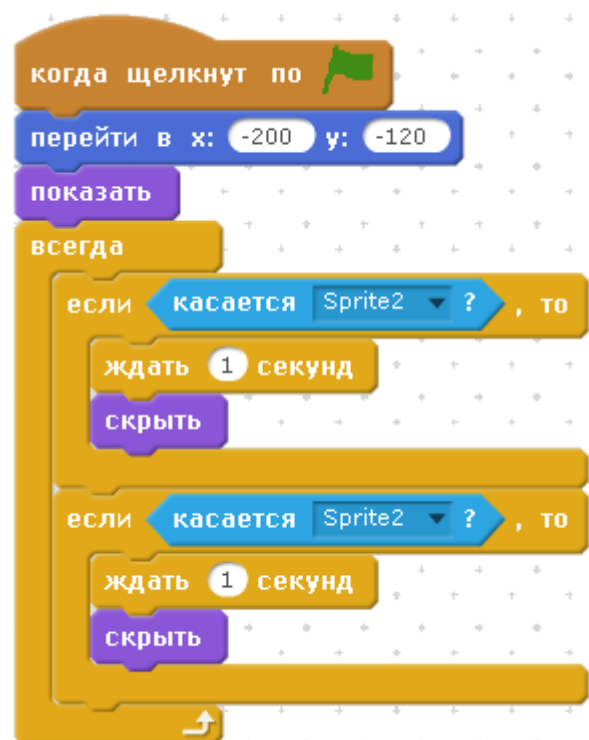 когда щелкнут по
перейти в x: -200 y: -120
показать
всегда
если касается Sprite2 ? , то
ждать 1 секунд
скрыть
если касается Sprite2 ? , то
ждать 1 секунд
скрыть